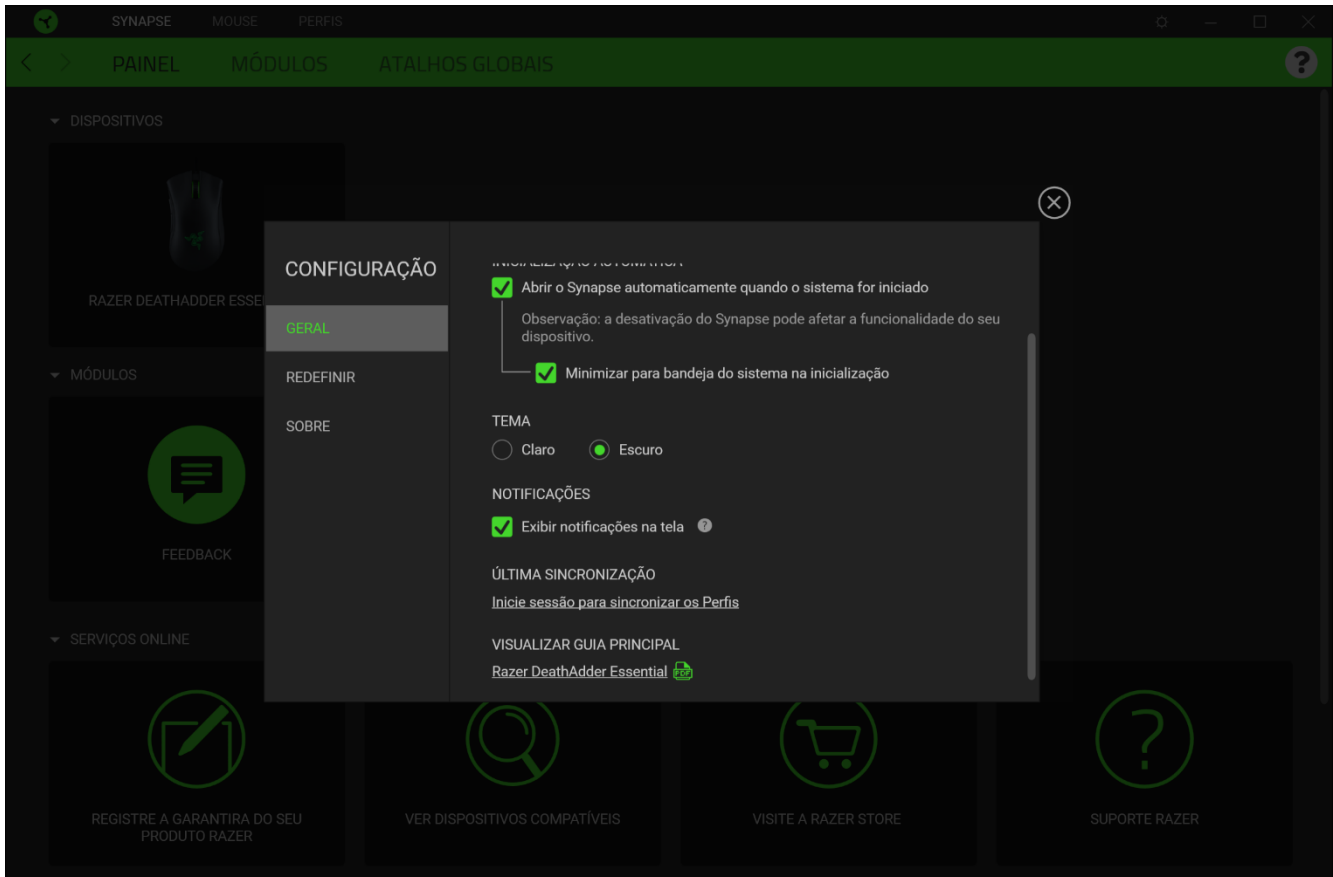 SYNAPSE MOUSE PERFIS
PAINEL MÓDULOS ATALHOS GLOBAIS
?
DISPOSITIVOS
RAZER DEATHADDER
MÓDULOS
FEEDBACK
SERVIÇOS ONLINE
CONFIGURAÇÃO
GERAL
REDEFINIR
SOBRE
INICIALIZAÇÃO AUTOMÁTICA
Abrir o Synapse automaticamente quando o sistema for iniciado
Observação: a desativação do Synapse pode afetar a funcionalidade do seu
dispositivo.
Minimizar para bandeja do sistema na inicialização
TEMA
Claro Escuro
NOTIFICAÇÕES
Exibir notificações na tela ?
ÚLTIMA SINCRONIZAÇÃO
Inicie sessão para sincronizar os Perfis
VISUALIZAR GUIA PRINCIPAL
Razer DeathAdder Essential PDF
REGISTRE A GARANTIRA DO SEU
PRODUTO RAZER
VER DISPOSITIVOS COMPATÍVEIS
VISITE A RAZER STORE
?
SUPORTE RAZER